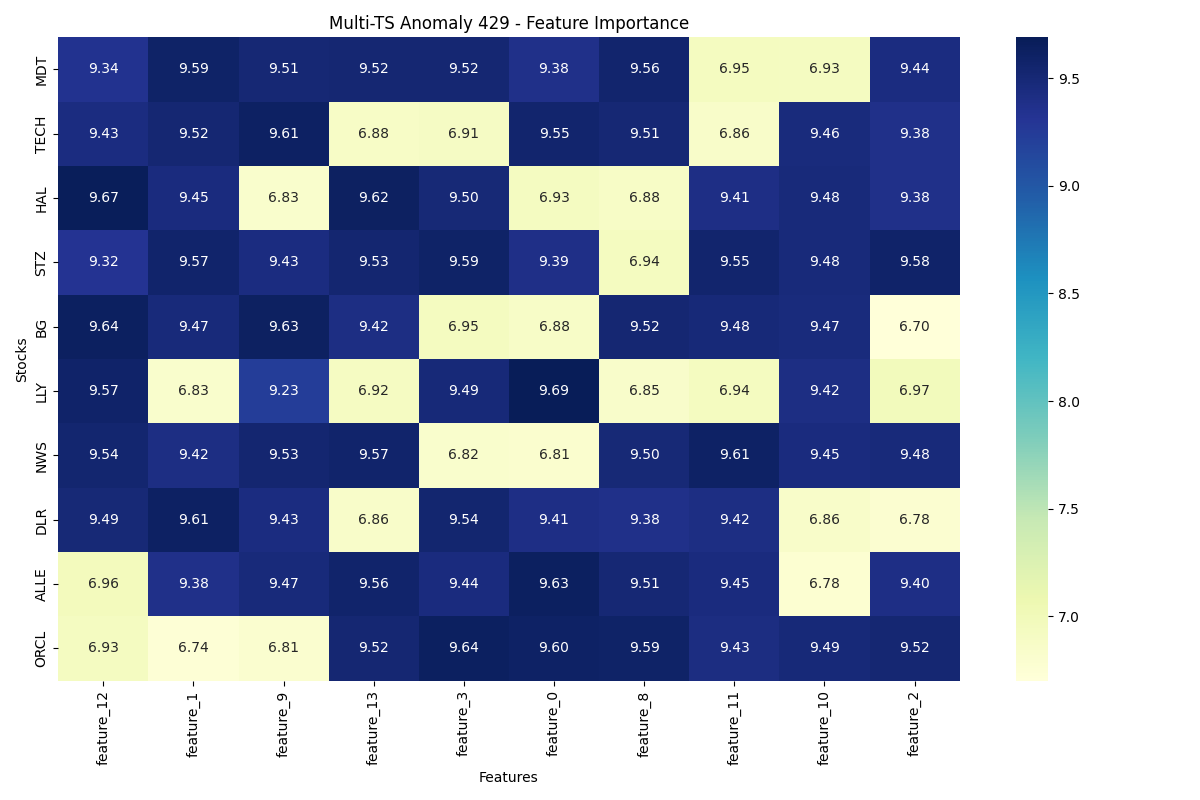 Multi-TS Anomaly 429 - Feature Importance
Stocks
MDT 9.34 9.59 9.51 9.52 9.52 9.38 9.56 6.95 6.93 9.44
TECH 9.43 9.52 9.61 6.88 6.91 9.55 9.51 6.86 9.46 9.38
HAL 9.67 9.45 6.83 9.62 9.50 6.93 6.88 9.41 9.48 9.38
STZ 9.32 9.57 9.43 9.53 9.59 9.39 6.94 9.55 9.48 9.58
BG 9.64 9.47 9.63 9.42 6.95 6.88 9.52 9.48 9.47 6.70
LLY 9.57 6.83 9.23 6.92 9.49 9.69 6.85 6.94 9.42 6.97
NWS 9.54 9.42 9.53 9.57 6.82 6.81 9.50 9.61 9.45 9.48
DLR 9.49 9.61 9.43 6.86 9.54 9.41 9.38 9.42 6.86 6.78
ALLE 6.96 9.38 9.47 9.56 9.44 9.63 9.51 9.45 6.78 9.40
ORCL 6.93 6.74 6.81 9.52 9.64 9.60 9.59 9.43 9.49 9.52
feature_12 feature_1 feature_9 feature_13 feature_3 feature_0 feature_8 feature_11 feature_10 feature_2
Features
9.5
9.0
8.5
8.0
7.5
7.0